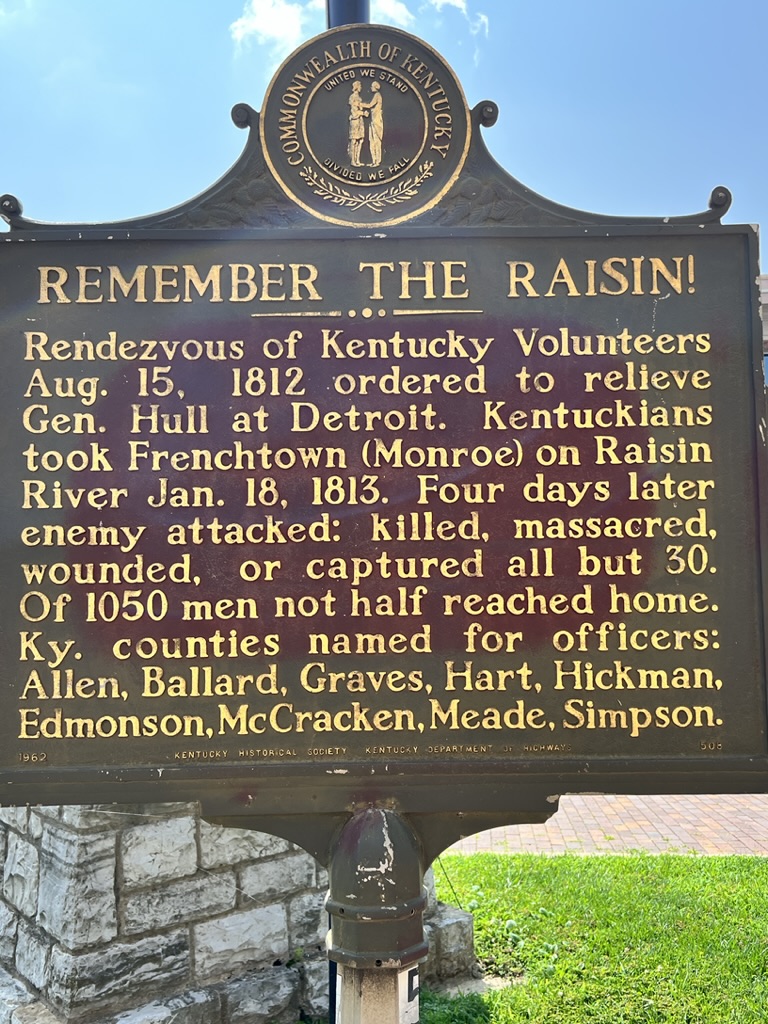 COMMONWEALTH OF KENTUCKY
UNITED WE STAND
DIVIDED WE FALL
REMEMBER THE RAISIN!
Rendezvous of Kentucky Volunteers
Aug. 15, 1812 ordered to relieve
Gen. Hull at Detroit. Kentuckians
took Frenchtown (Monroe) on Raisin
River Jan. 18, 1813. Four days later
enemy attacked: killed, massacred,
wounded, or captured all but 30.
Of 1050 men not half reached home.
Ky. counties named for officers:
Allen, Ballard, Graves, Hart, Hickman,
Edmonson, McCracken, Meade, Simpson.
1962 KENTUCKY HISTORICAL SOCIETY KENTUCKY DEPARTMENT OF HIGHWAYS 508